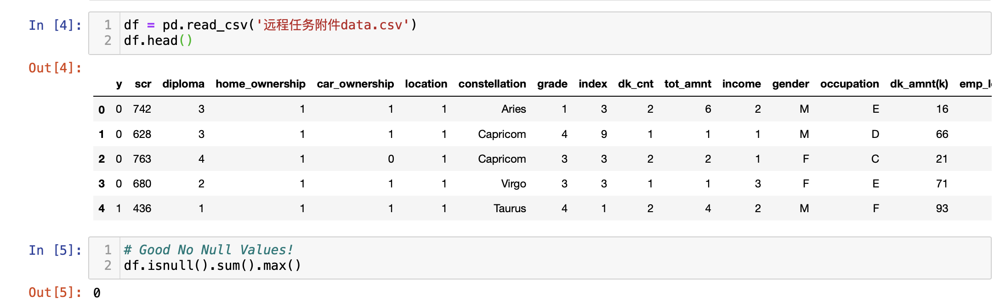 In [4]:
1 df = pd.read_csv('远程任务附件data.csv')
2 df.head()
Out[4]:
y scr diploma home_ownership car_ownership location constellation grade index dk_cnt tot_amnt income gender occupation dk_amnt(k)
0 0 742 3 1 1 1 Aries 1 3 2 6 2 M E 16
1 0 628 3 1 1 1 Capricom 4 9 1 1 1 M D 66
2 0 763 4 1 0 1 Capricom 3 3 2 2 1 F C 21
3 0 680 2 1 1 1 Virgo 3 3 1 1 3 F E 71
4 1 436 1 1 1 1 Taurus 4 1 2 4 2 M F 93
In [5]:
1 # Good No Null Values!
2 df.isnull().sum().max()
Out[5]: 0